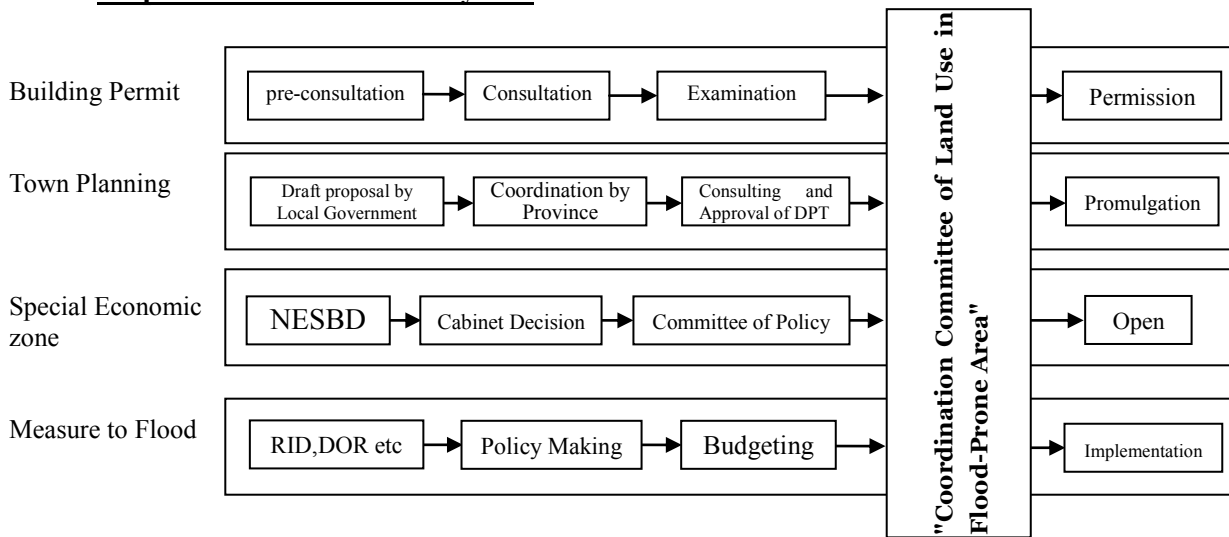 Building Permit
pre-consultation
Consultation
Examination
Permission
Town Planning
Draft proposal by
Local Government
Coordination by
Province
Consulting and
Approval of DPT
Promulgation
Special Economic
zone
NESBD
Cabinet Decision
Committee of Policy
Open
Measure to Flood
RID,DOR etc
Policy Making
Budgeting
Implementation
"Coordination Committee of Land Use in
Flood-Prone Area"